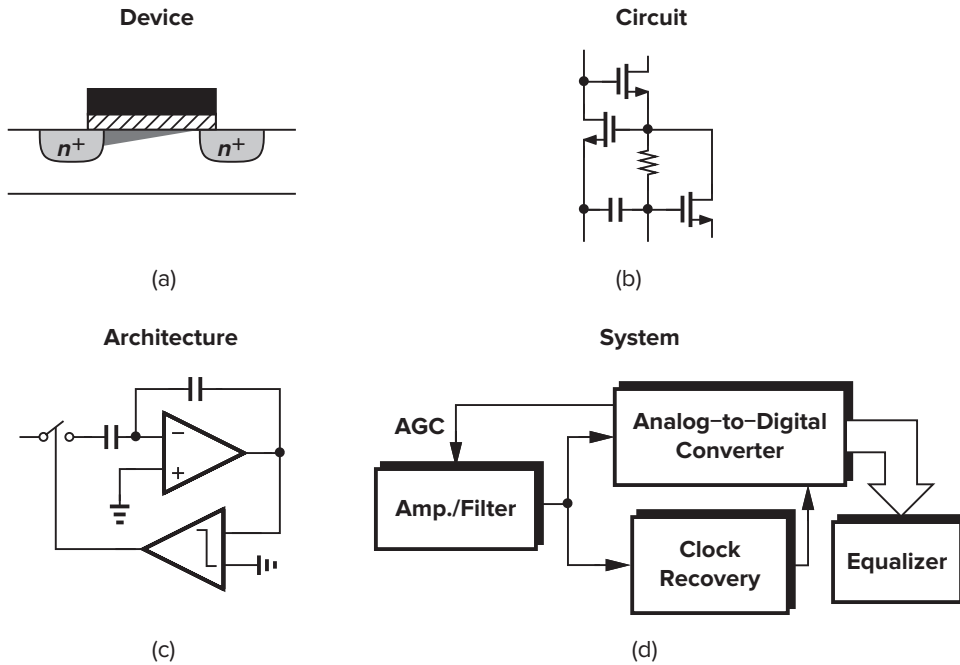 Device
n+ n+
(a)
Circuit
(b)
Architecture
−
+
(c)
System
AGC
Amp./Filter
Analog–to–Digital
Converter
Clock
Recovery
Equalizer
(d)